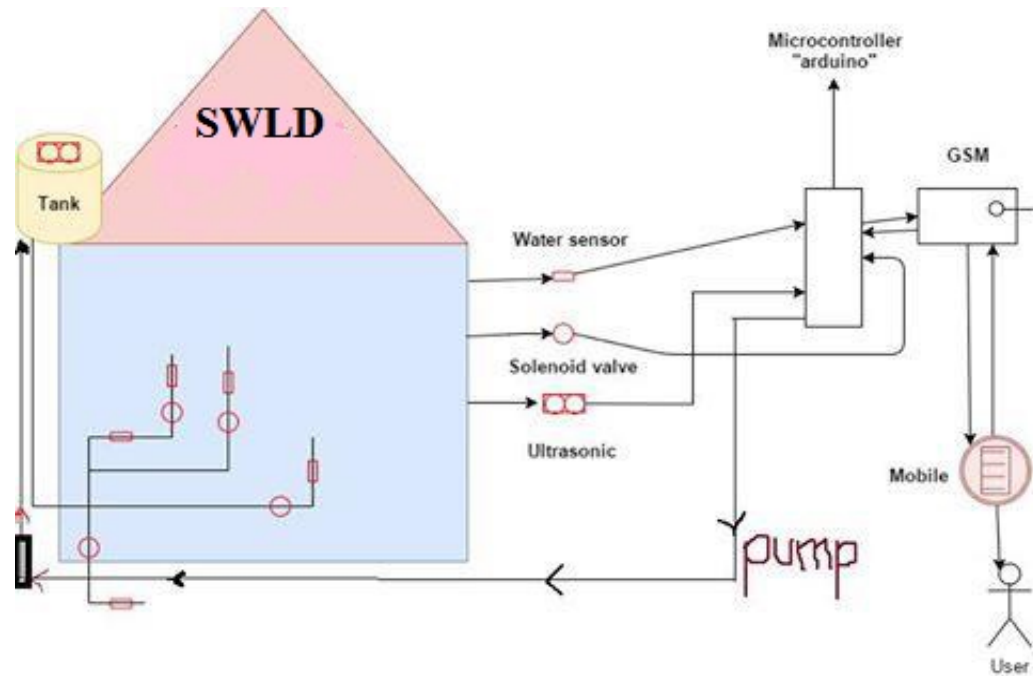 SWLD
Microcontroller
"arduino"
GSM
Tank
Water sensor
Solenoid valve
Ultrasonic
Mobile
pump
User